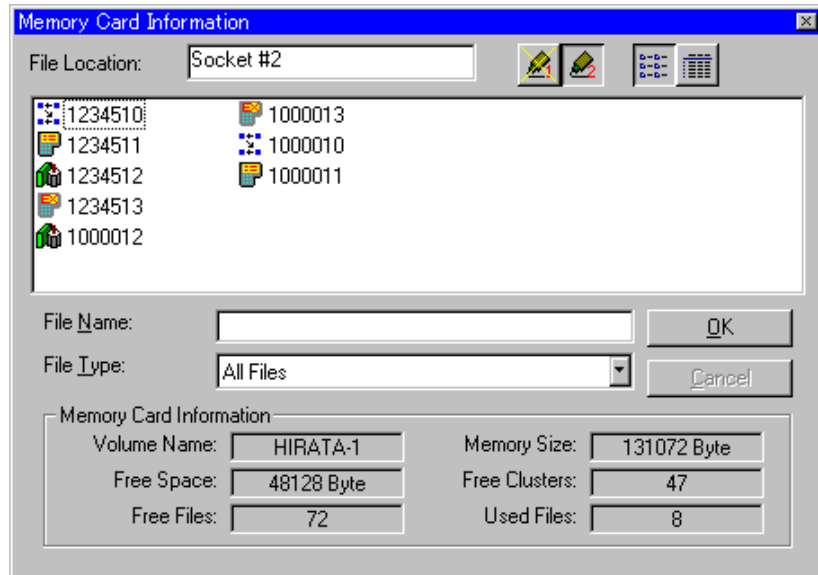 Memory Card Information
File Location: Socket #2 1 2
1234510 1000013
1234511 1000010
1234512 1000011
1234513
1000012
File Name: OK
File Type: All Files Cancel
Memory Card Information
Volume Name: HIRATA-1 Memory Size: 131072 Byte
Free Space: 48128 Byte Free Clusters: 47
Free Files: 72 Used Files: 8